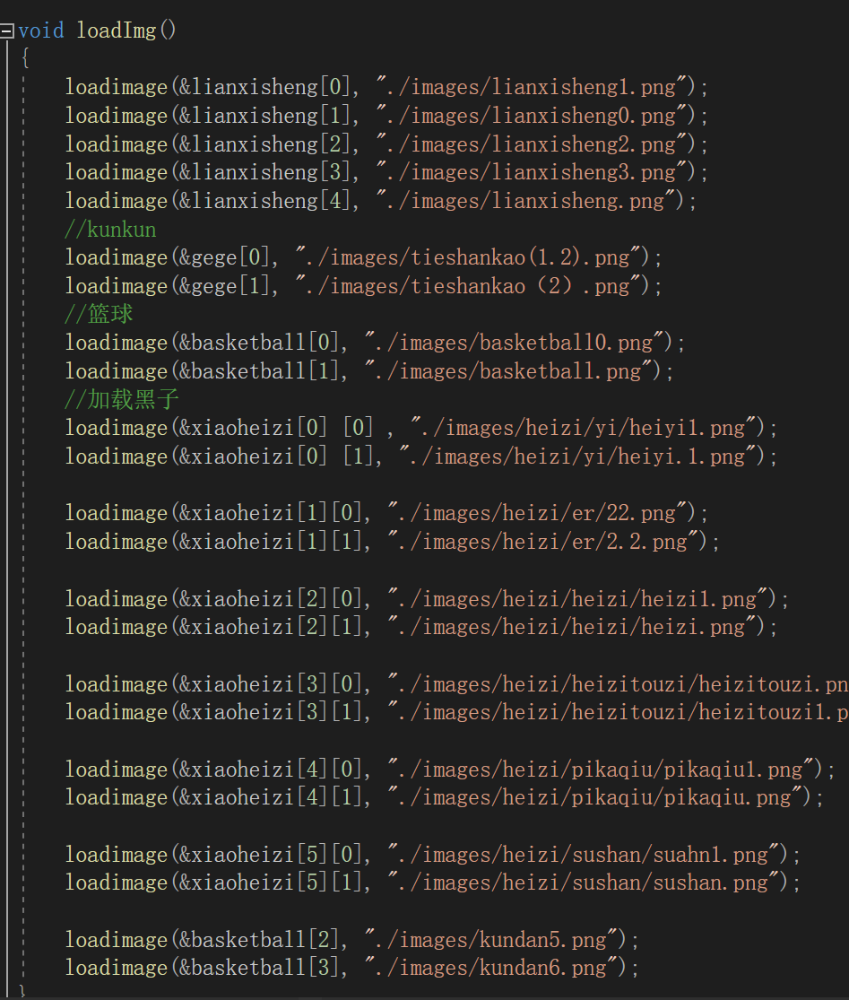 void loadImg()
{
loadimage(&lianxisheng[0], "./images/lianxisheng1.png");
loadimage(&lianxisheng[1], "./images/lianxisheng0.png");
loadimage(&lianxisheng[2], "./images/lianxisheng2.png");
loadimage(&lianxisheng[3], "./images/lianxisheng3.png");
loadimage(&lianxisheng[4], "./images/lianxisheng.png");
//kunkun
loadimage(&gege[0], "./images/tieshankao(1.2).png");
loadimage(&gege[1], "./images/tieshankao（2）.png");
//篮球
loadimage(&basketball[0], "./images/basketball0.png");
loadimage(&basketball[1], "./images/basketball.png");
//加载黑子
loadimage(&xiaoheizi[0] [0] , "./images/heizi/yi/heiyi1.png");
loadimage(&xiaoheizi[0] [1], "./images/heizi/yi/heiyi.1.png");
loadimage(&xiaoheizi[1][0], "./images/heizi/er/22.png");
loadimage(&xiaoheizi[1][1], "./images/heizi/er/2.2.png");
loadimage(&xiaoheizi[2][0], "./images/heizi/heizi/heizi1.png");
loadimage(&xiaoheizi[2][1], "./images/heizi/heizi/heizi.png");
loadimage(&xiaoheizi[3][0], "./images/heizi/heizitouzi/heizitouzi.pn
loadimage(&xiaoheizi[3][1], "./images/heizi/heizitouzi/heizitouzi1.p
loadimage(&xiaoheizi[4][0], "./images/heizi/pikaqiu/pikaqiu1.png");
loadimage(&xiaoheizi[4][1], "./images/heizi/pikaqiu/pikaqiu.png");
loadimage(&xiaoheizi[5][0], "./images/heizi/sushan/suahn1.png");
loadimage(&xiaoheizi[5][1], "./images/heizi/sushan/sushan.png");
loadimage(&basketball[2], "./images/kundan5.png");
loadimage(&basketball[3], "./images/kundan6.png");
}